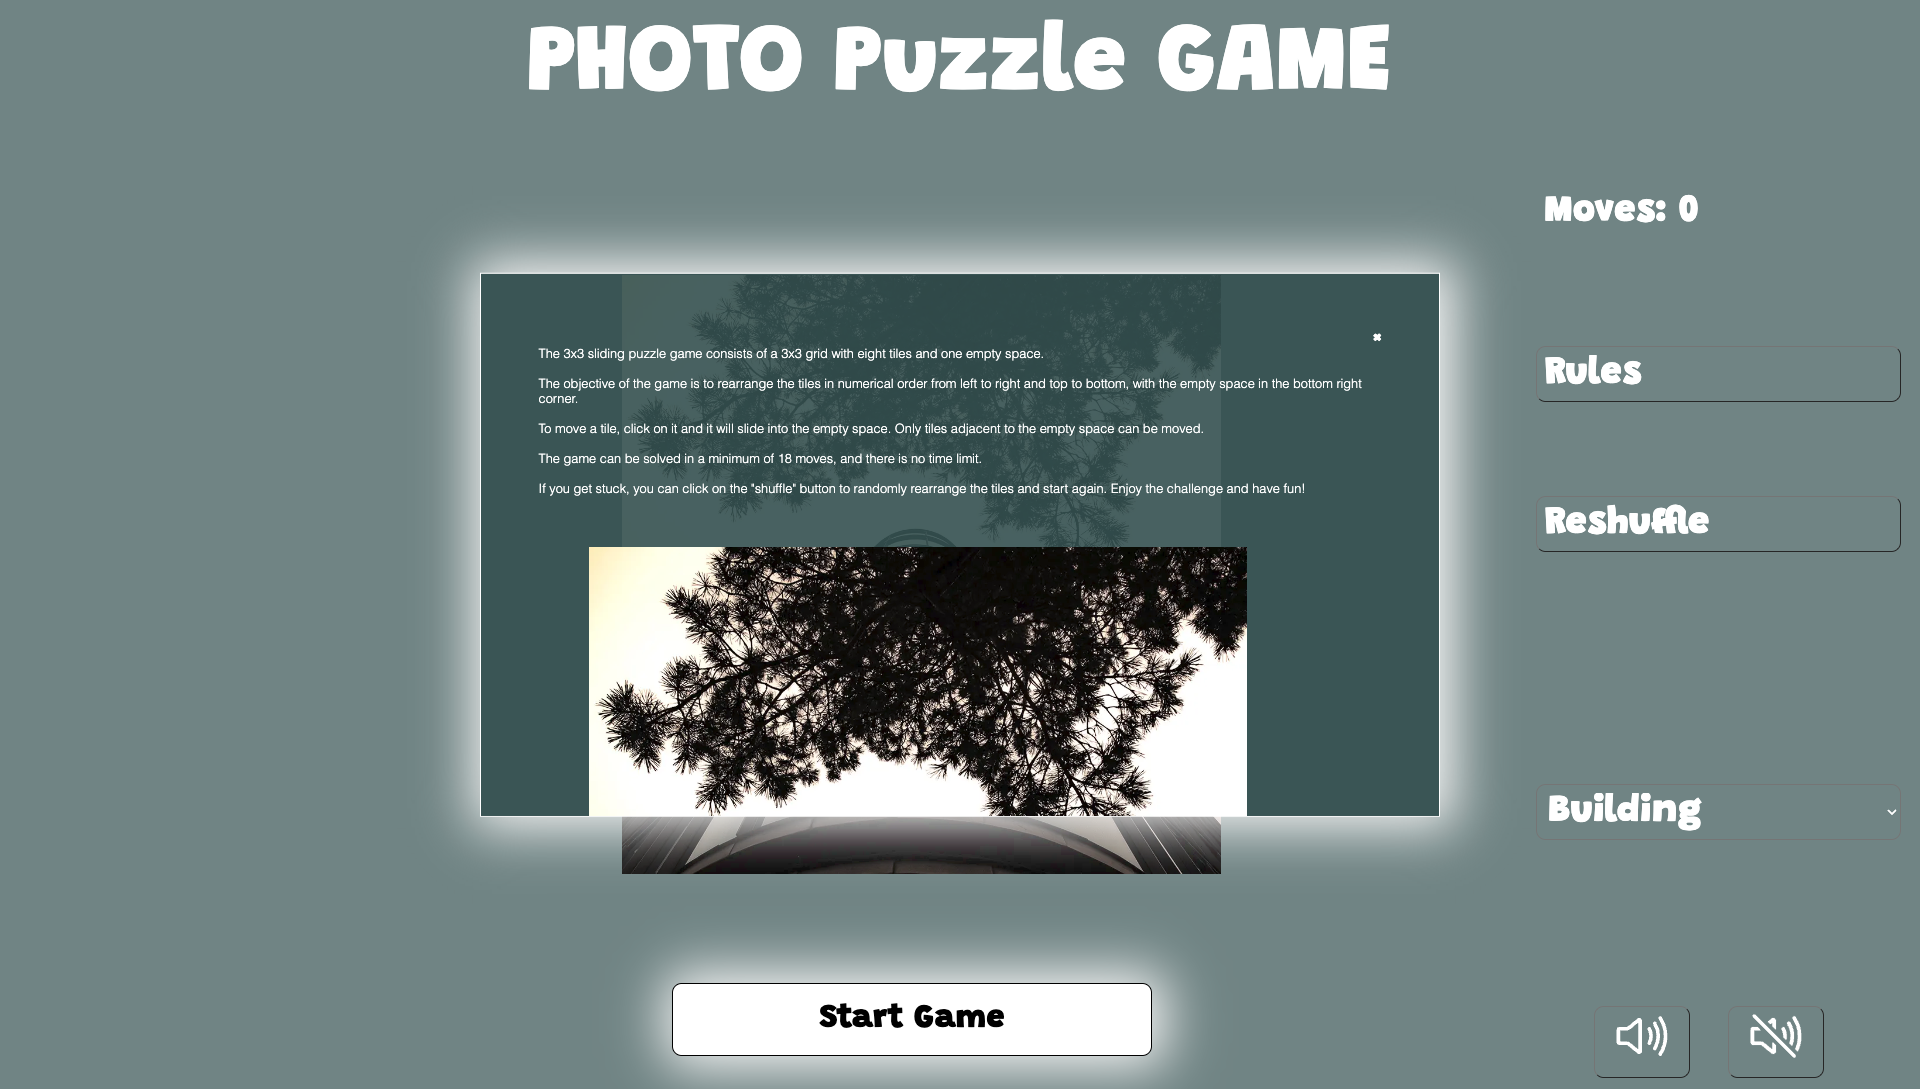 PHOTO Puzzle GAME
Moves: 0
The 3x3 sliding puzzle game consists of a 3x3 grid with eight tiles and one empty space.
The objective of the game is to rearrange the tiles in numerical order from left to right and top to bottom, with the empty space in the bottom right
corner.
To move a tile, click on it and it will slide into the empty space. Only tiles adjacent to the empty space can be moved.
The game can be solved in a minimum of 18 moves, and there is no time limit.
If you get stuck, you can click on the "shuffle" button to randomly rearrange the tiles and start again. Enjoy the challenge and have fun!
Rules
Reshuffle
Building
Start Game